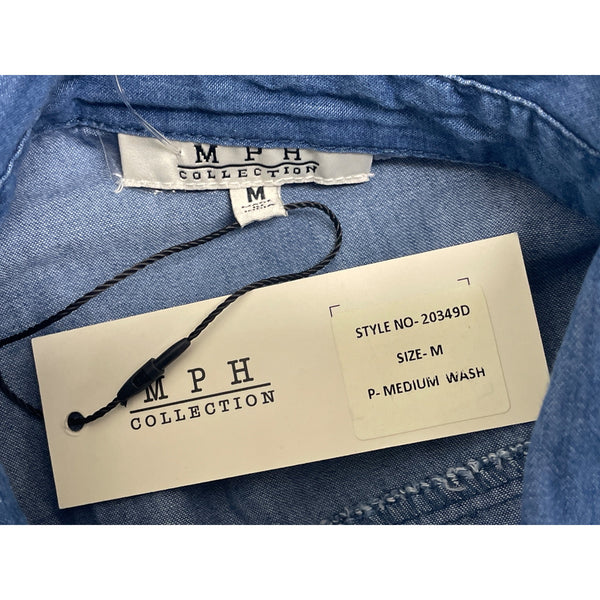 M P H
COLLECTION
M
M P H
COLLECTION
STYLE NO- 20349D
SIZE- M
P- MEDIUM WASH